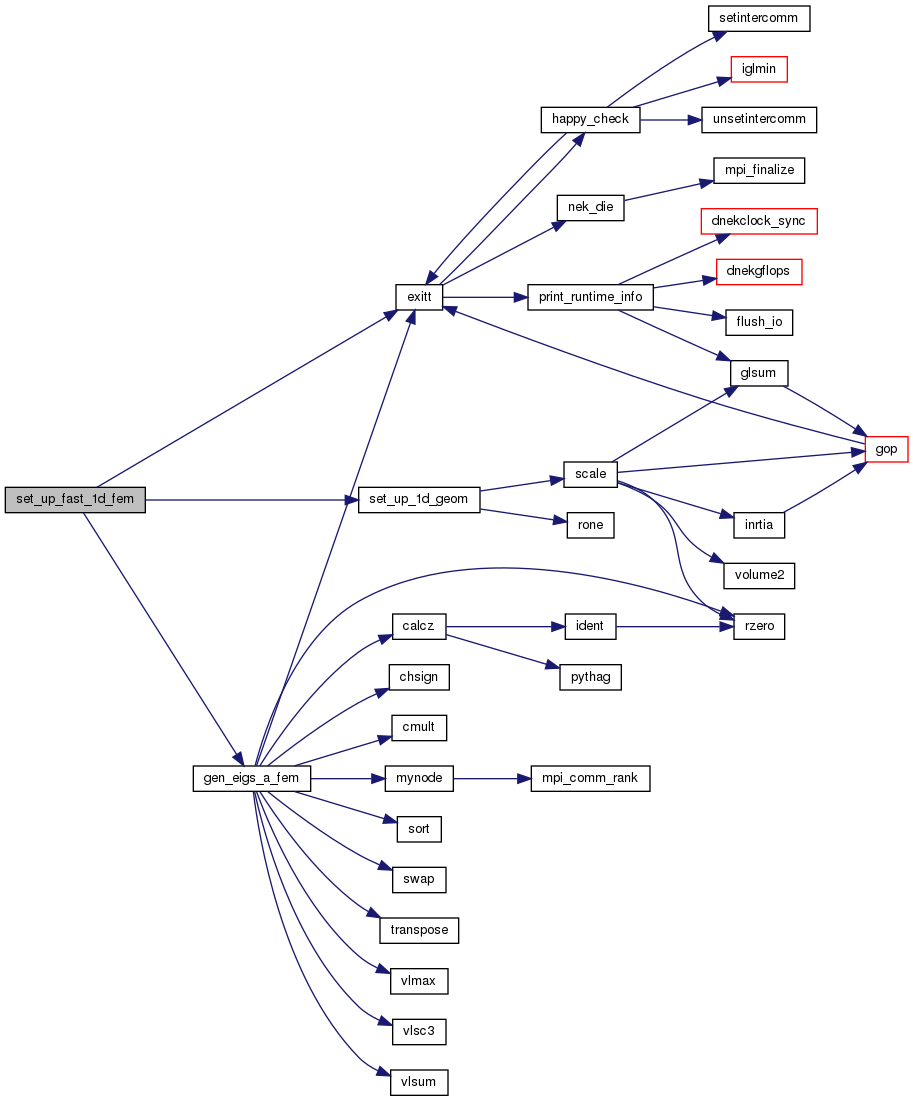 setintercomm
iglmin
happy_check
unsetintercomm
mpi_finalize
nek_die
dnekclock_sync
dnekgflops
exitt
print_runtime_info
flush_io
glsum
gop
scale
set_up_fast_1d_fem
set_up_1d_geom
rone
inrtia
volume2
calcz
ident
rzero
chsign
pythag
cmult
gen_eigs_a_fem
mynode
mpi_comm_rank
sort
swap
transpose
vlmax
vlsc3
vlsum